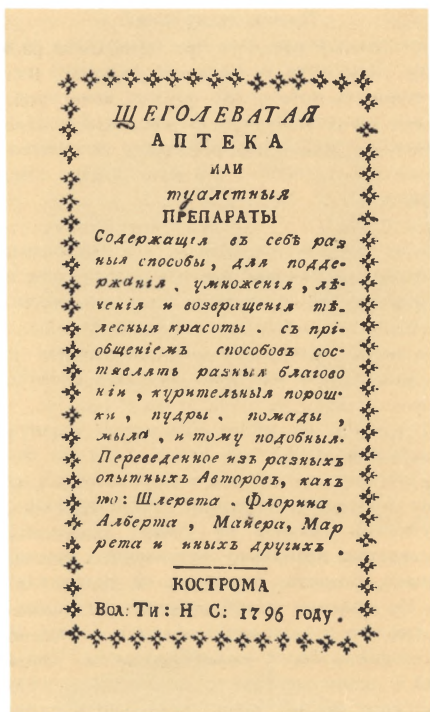 ЩЕГОЛЕВАТАЯ
АПТЕКА
ИЛИ
туалетныя
ПРЕПАРАТЫ
Содержащія въ себѣ раз
ныя способы, для поддe-
ржанія, умноженія, лѣ-
ченія и возвращенія тѣ-
лесныя красоты. съ прі-
общеніемъ способовъ сос-
тавлять разныя благово
нія, курительныя порош-
ки, пудры, помады,
мыла, и тому подобныя.
Переведенное изъ разныхъ
опытныхъ Авторовъ, какъ
то: Шлерета. Флорина,
Алберта, Майера, Мар
рета и иныхъ другихъ.
КОСТРОМА
Вол: Ти: Н С: 1796 году.